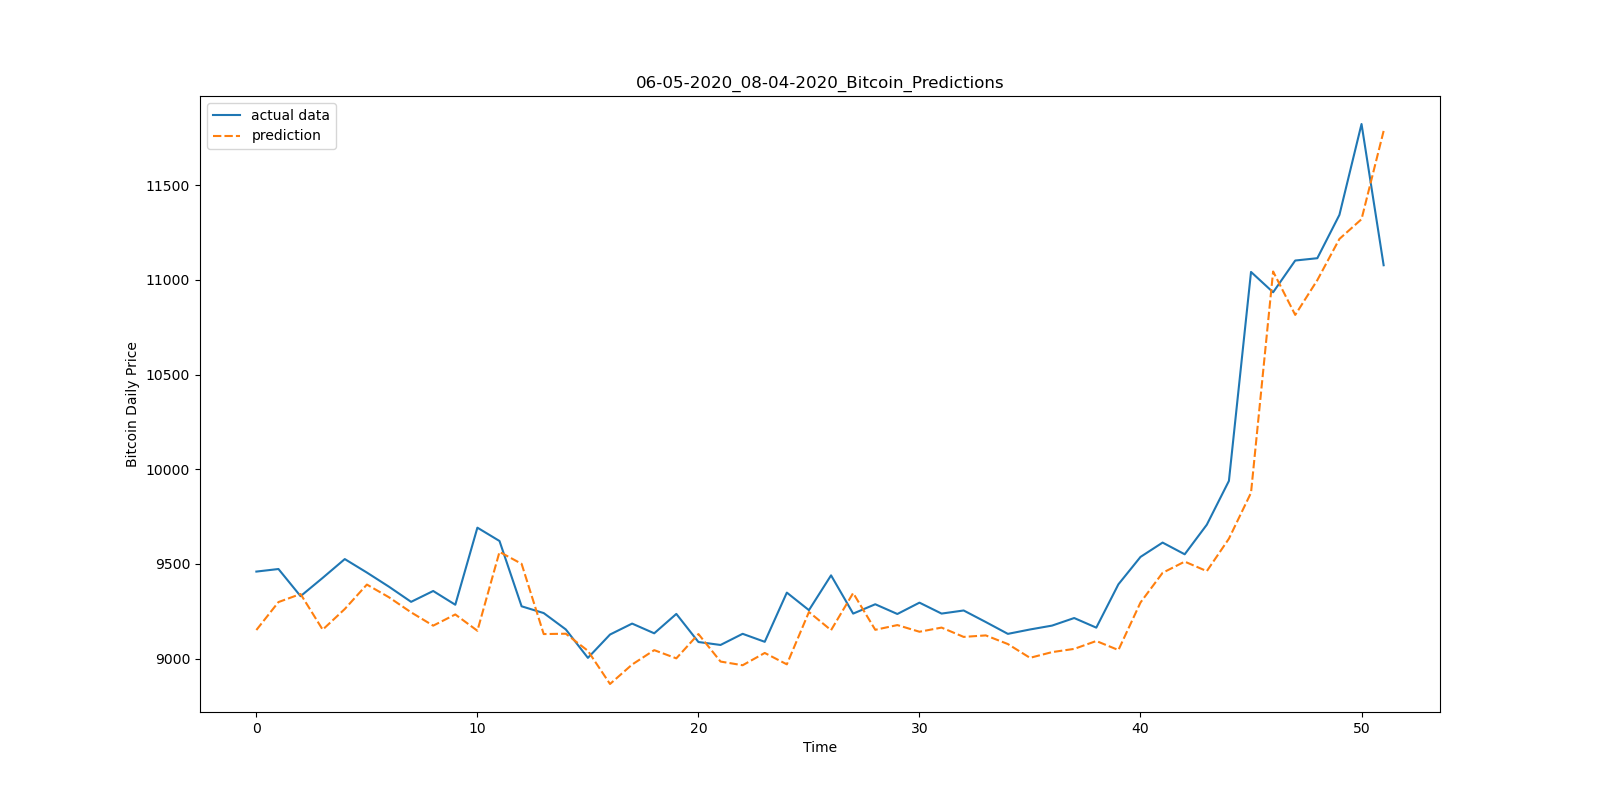 06-05-2020_08-04-2020_Bitcoin_Predictions
actual data
prediction
Bitcoin Daily Price
11500
11000
10500
10000
9500
9000
0 10 20 30 40 50
Time